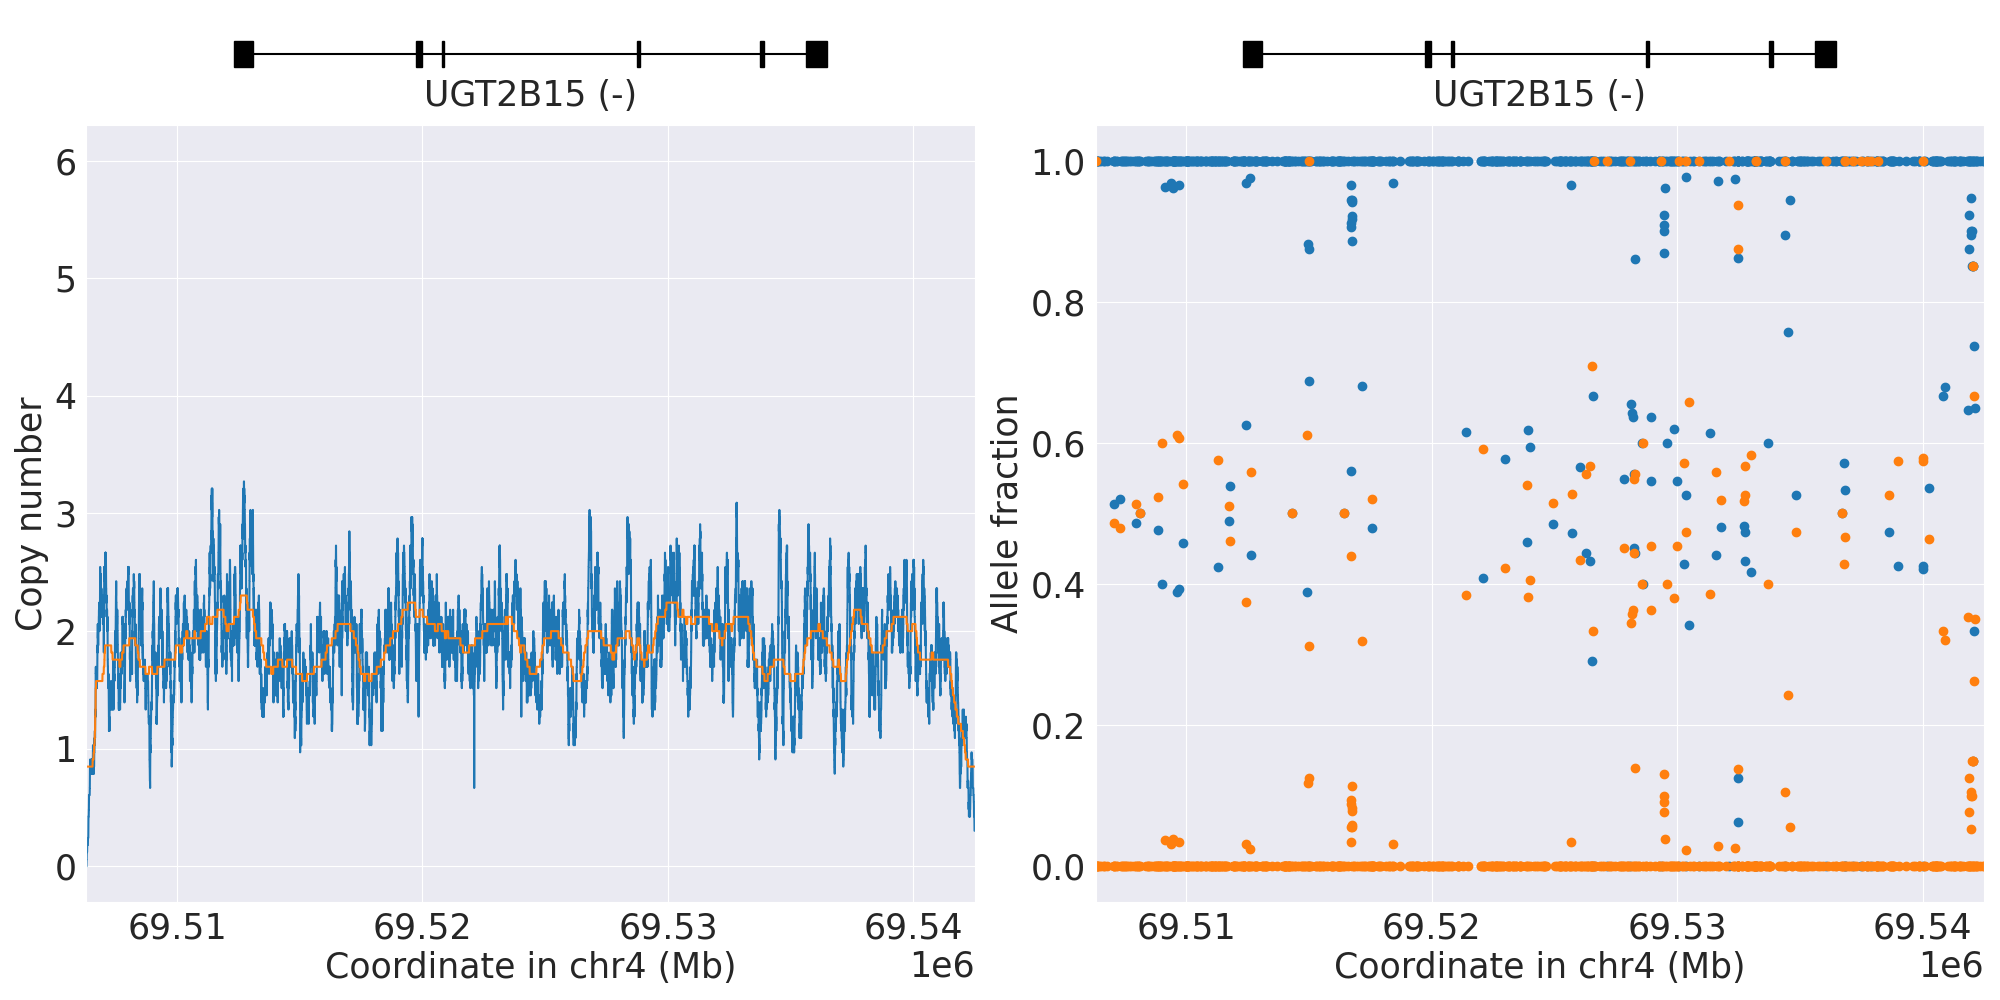 UGT2B15 (-)
6
5
4
3
2
1
0
Copy number
69.51 69.52 69.53 69.54
Coordinate in chr4 (Mb) 1e6
UGT2B15 (-)
1.0
0.8
0.6
0.4
0.2
0.0
Allele fraction
69.51 69.52 69.53 69.54
Coordinate in chr4 (Mb) 1e6